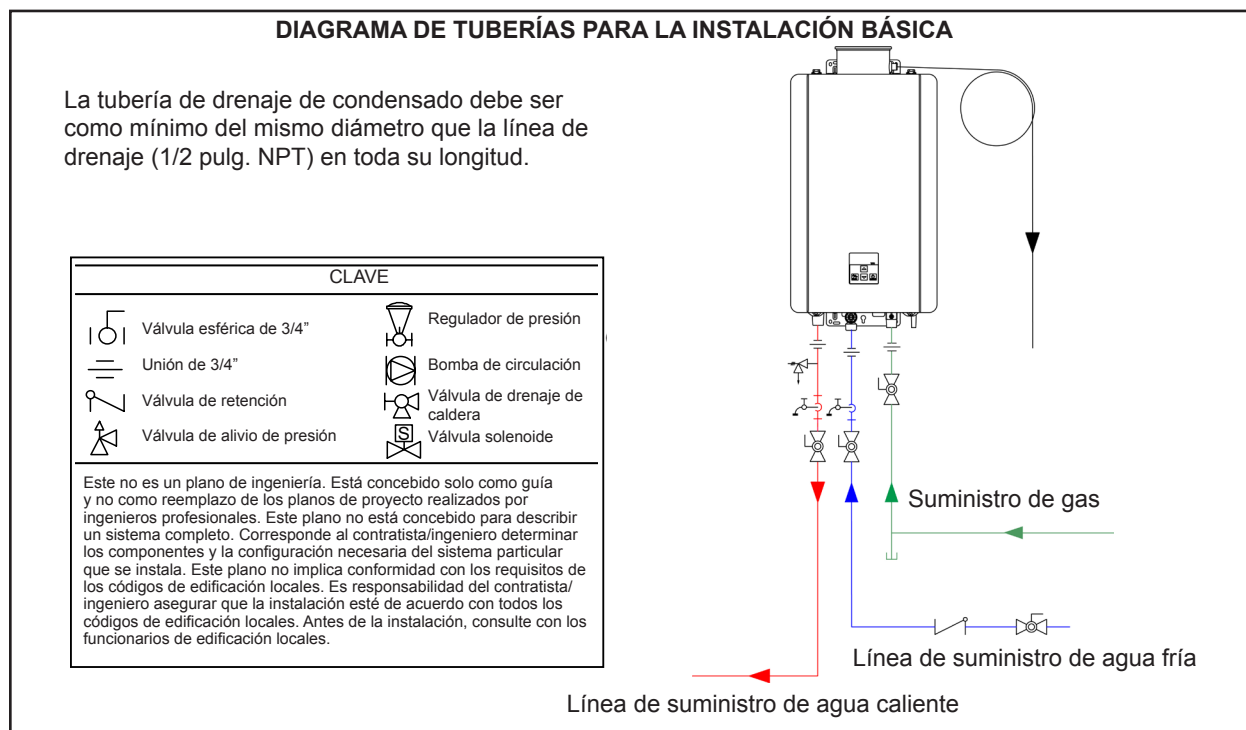 DIAGRAMA DE TUBERÍAS PARA LA INSTALACIÓN BÁSICA
La tubería de drenaje de condensado debe ser
como mínimo del mismo diámetro que la línea de
drenaje (1/2 pulg. NPT) en toda su longitud.
CLAVE
Válvula esférica de 3/4”
Unión de 3/4”
Válvula de retención
Válvula de alivio de presión
Regulador de presión
Bomba de circulación
Válvula de drenaje de
caldera
S
Válvula solenoide
Este no es un plano de ingeniería. Está concebido solo como guía
y no como reemplazo de los planos de proyecto realizados por
ingenieros profesionales. Este plano no está concebido para describir
un sistema completo. Corresponde al contratista/ingeniero determinar
los componentes y la configuración necesaria del sistema particular
que se instala. Este plano no implica conformidad con los requisitos de
los códigos de edificación locales. Es responsabilidad del contratista/
ingeniero asegurar que la instalación esté de acuerdo con todos los
códigos de edificación locales. Antes de la instalación, consulte con los
funcionarios de edificación locales.
Suministro de gas
Línea de suministro de agua fría
Línea de suministro de agua caliente